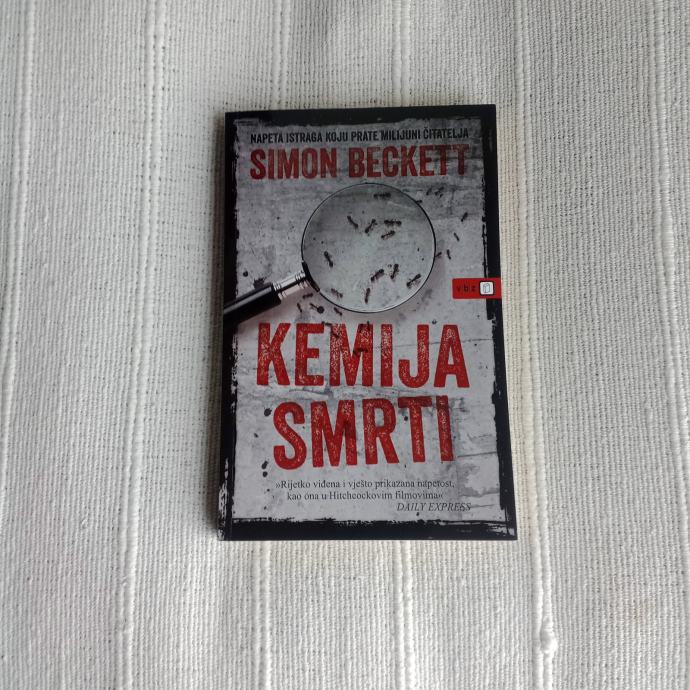 NAPETA ISTRAGA KOJU PRATE MILIJUNI ČITATELJA
SIMON BECKETT
vbz
KEMIJA
SMRTI
»Rijetko viđena i vješto prikazana napetost,
kao ona u Hitchcockovim filmovima«
DAILY EXPRESS